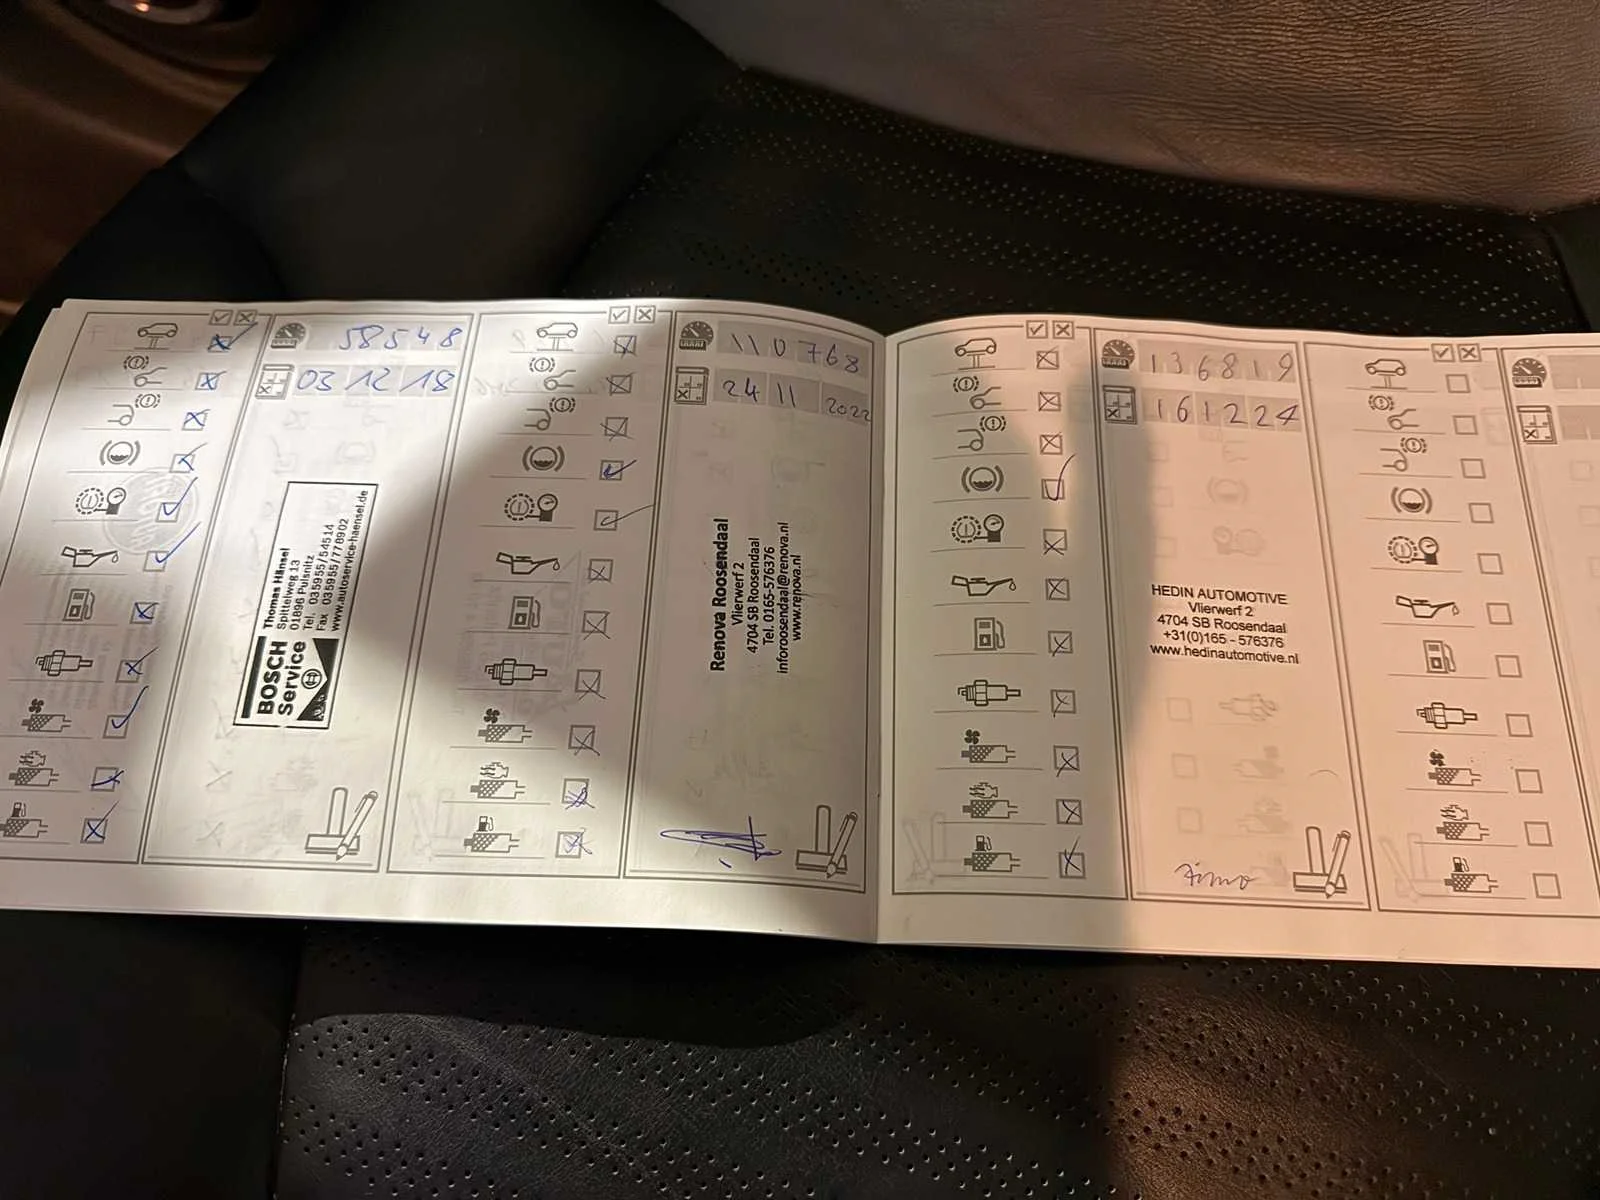 58548
03 12 18
BOSCH
Service
Thomas Hänsel
Spittelweg 13
01896 Pulsnitz
Tel. 035955/54514
Fax 035955/778902
www.autoservice-haensel.de
110768
24 11 2022
Renova Roosendaal
Vlierwerf 2
4704 SB Roosendaal
Tel. 0165-576376
inforoosendaal@renova.nl
www.renova.nl
136819
161224
HEDIN AUTOMOTIVE
Vlierwerf 2
4704 SB Roosendaal
+31(0)165 - 576376
www.hedinautomotive.nl